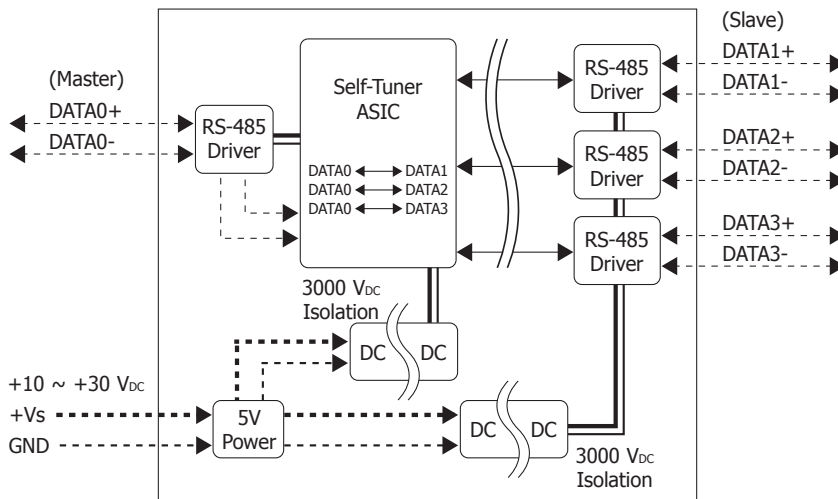 (Master)
DATA0+
DATA0-
RS-485
Driver
Self-Tuner
ASIC
DATA0 DATA1
DATA0 DATA2
DATA0 DATA3
(Slave)
RS-485
Driver
DATA1+
DATA1-
RS-485
Driver
DATA2+
DATA2-
RS-485
Driver
DATA3+
DATA3-
3000 VDC
Isolation
DC DC
+10 ~ +30 VDC
+Vs
GND
5V
Power
DC DC
3000 VDC
Isolation